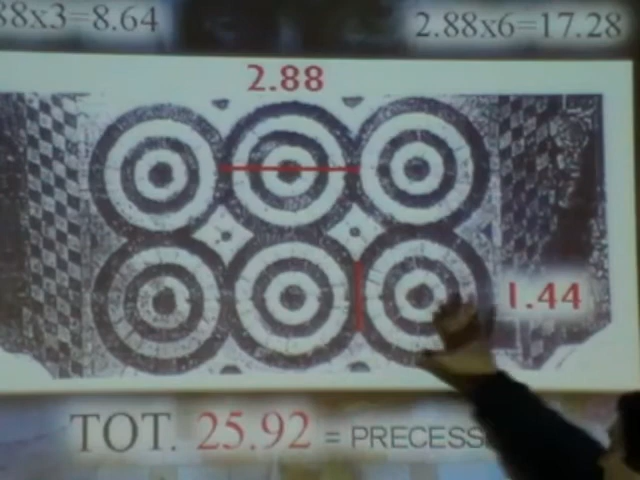 88x3=8.64
2.88x6=17.28
2.88
1.44
TOT. 25.92 = PRECESS